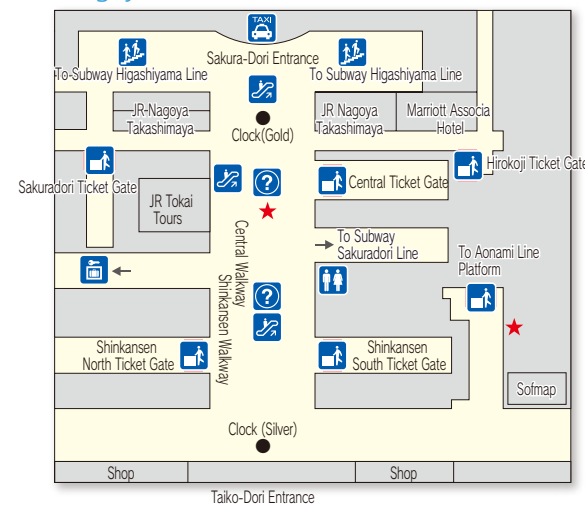 TAXI
Sakura-Dori Entrance
To Subway Higashiyama Line
To Subway Higashiyama Line
JR Nagoya
Takashimaya
Clock(Gold)
JR Nagoya
Takashimaya
Marriott Associa
Hotel
Hirokoji Ticket Gate
Sakuradori Ticket Gate
?
Central Ticket Gate
JR Tokai
Tours
Central Walkway
Shinkansen Walkway
To Subway
Sakuradori Line
To Aonami Line
Platform
?
Shinkansen
North Ticket Gate
Shinkansen
South Ticket Gate
Sofmap
Clock (Silver)
Shop
Shop
Taiko-Dori Entrance